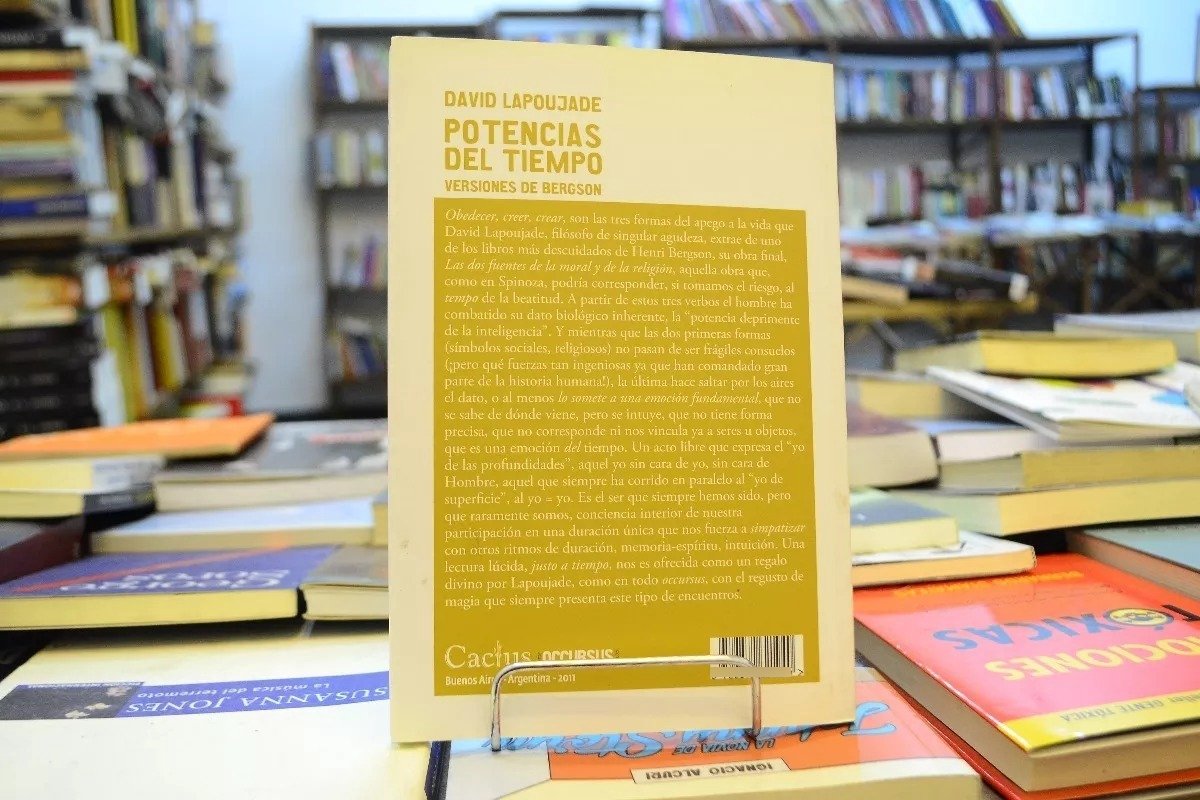 DAVID LAPOUJADE
POTENCIAS
DEL TIEMPO
VERSIONES DE BERGSON
Obedecer, creer, crear, son las tres formas del apego a la vida que
David Lapoujade, filósofo de singular agudeza, extrae de uno
de los libros más descuidados de Henri Bergson, su obra final,
Las dos fuentes de la moral y de la religión, aquella obra que,
como en Spinoza, podría corresponder, si tomamos el riesgo, al
tiempo de la beatitud. A partir de estos tres verbos el hombre ha
combatido su dato biológico inherente, la "potencia deprimente
de la inteligencia". Y mientras que las dos primeras formas
(símbolos sociales, religiosos) no pasan de ser frágiles consuelos
(¡pero qué fuerzas tan ingeniosas ya que han comandado gran
parte de la historia humana!), la última hace saltar por los aires
el dato, o al menos lo somete a una emoción fundamental, que no
se sabe de dónde viene, pero se intuye, que no tiene forma
precisa, que no corresponde ni nos vincula ya a seres u objetos,
que es una emoción del tiempo. Un acto libre que expresa el "yo
de las profundidades", aquel yo sin cara de yo, sin cara de
Hombre, aquel que siempre ha corrido en paralelo al "yo de
superficie", al yo = yo. Es el ser que siempre hemos sido, pero
que raramente somos, conciencia interior de nuestra
participación en una duración única que nos fuerza a simpatizar
con otros ritmos de duración, memoria-espíritu, intuición. Una
lectura lúcida, justo a tiempo, nos es ofrecida como un regalo
divino por Lapoujade, como en todo occursus, con el regusto de
magia que siempre presenta este tipo de encuentros.
Cactus OCCURSUS
Buenos Aires - Argentina - 2011
SUSANNA JONES
La música del terremoto
LA NOVIA DE
IGNACIO ALCURI
TÓXICAS
GENTE TÓXICA